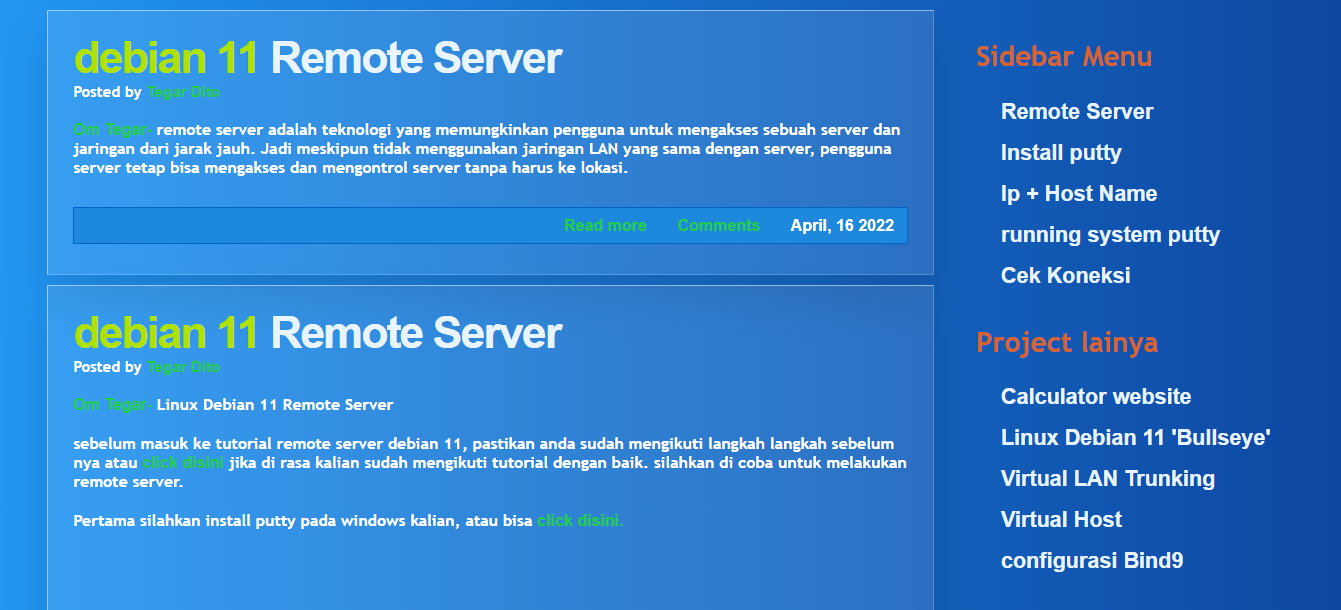 debian 11 Remote Server
Posted by Tegar Dito
Om Tegar- remote server adalah teknologi yang memungkinkan pengguna untuk mengakses sebuah server dan
jaringan dari jarak jauh. Jadi meskipun tidak menggunakan jaringan LAN yang sama dengan server, pengguna
server tetap bisa mengakses dan mengontrol server tanpa harus ke lokasi.
Read more Comments April, 16 2022
debian 11 Remote Server
Posted by Tegar Dito
Om Tegar- Linux Debian 11 Remote Server
sebelum masuk ke tutorial remote server debian 11, pastikan anda sudah mengikuti langkah langkah sebelum
nya atau click disini jika di rasa kalian sudah mengikuti tutorial dengan baik. silahkan di coba untuk melakukan
remote server.
Pertama silahkan install putty pada windows kalian, atau bisa click disini.
Sidebar Menu
Remote Server
Install putty
Ip + Host Name
running system putty
Cek Koneksi
Project lainya
Calculator website
Linux Debian 11 'Bullseye'
Virtual LAN Trunking
Virtual Host
configurasi Bind9